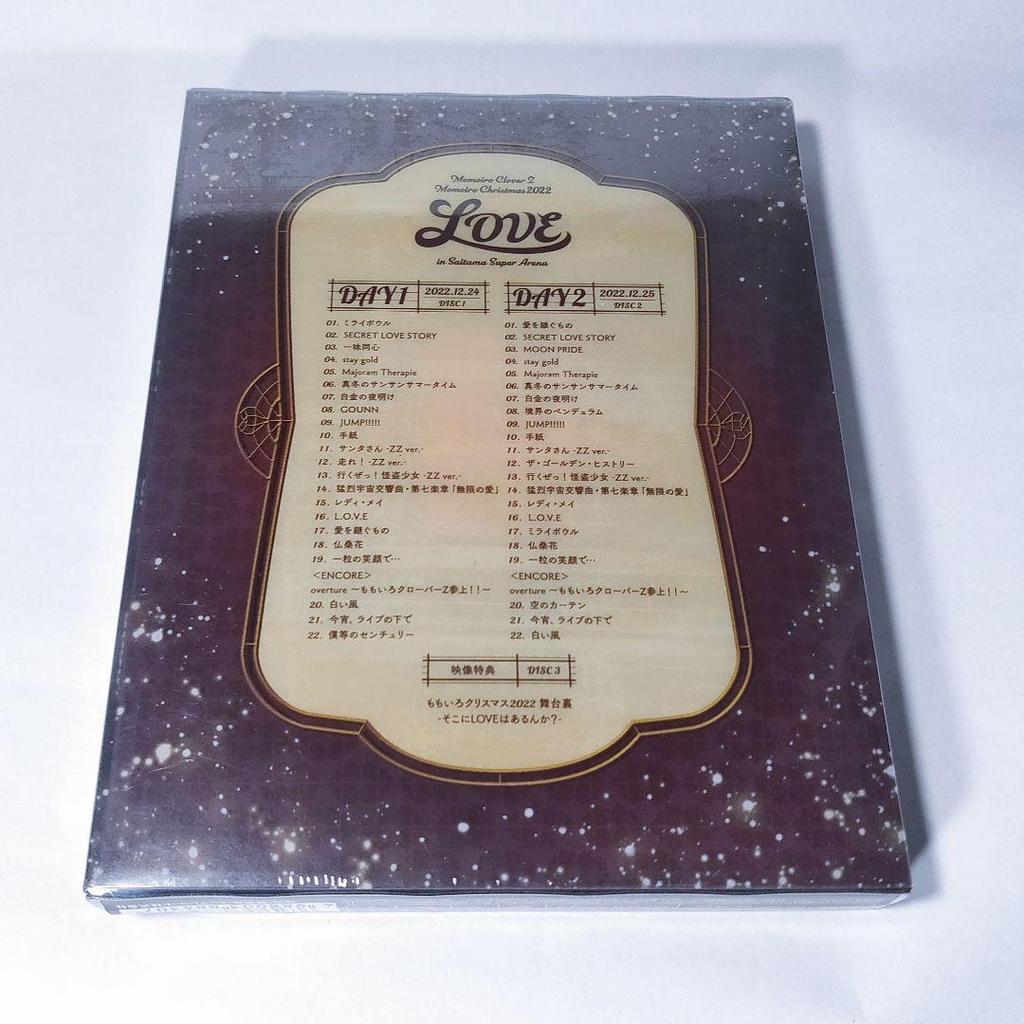 Momoiro Clover Z
Momoiro Christmas 2022
LOVE
in Saitama Super Arena
DAY1 2022.12.24 DISC 1
01. ミライボウル
02. SECRET LOVE STORY
03. 一味同心
04. stay gold
05. Majoram Therapie
06. 真冬のサンサンサマータイム
07. 白金の夜明け
08. GOUNN
09. JUMP!!!!!
10. 手紙
11. サンタさん -ZZ ver.-
12. 走れ! -ZZ ver.-
13. 行くぜっ!怪盗少女 -ZZ ver.-
14. 猛烈宇宙交響曲・第七楽章「無限の愛」
15. レディ・メイ
16. L.O.V.E
17. 愛を継ぐもの
18. 仏桑花
19. 一粒の笑顔で…
<ENCORE>
overture ~ももいろクローバーZ参上!!~
20. 白い風
21. 今宵、ライブの下で
22. 僕等のセンチュリー
DAY2 2022.12.25 DISC 2
01. 愛を継ぐもの
02. SECRET LOVE STORY
03. MOON PRIDE
04. stay gold
05. Majoram Therapie
06. 真冬のサンサンサマータイム
07. 白金の夜明け
08. 境界のペンデュラム
09. JUMP!!!!!
10. 手紙
11. サンタさん -ZZ ver.-
12. ザ・ゴールデン・ヒストリー
13. 行くぜっ!怪盗少女 -ZZ ver.-
14. 猛烈宇宙交響曲・第七楽章「無限の愛」
15. レディ・メイ
16. L.O.V.E
17. ミライボウル
18. 仏桑花
19. 一粒の笑顔で…
<ENCORE>
overture ~ももいろクローバーZ参上!!~
20. 空のカーテン
21. 今宵、ライブの下で
22. 白い風
映像特典 DISC 3
ももいろクリスマス2022 舞台裏
-そこにLOVEはあるんか?-